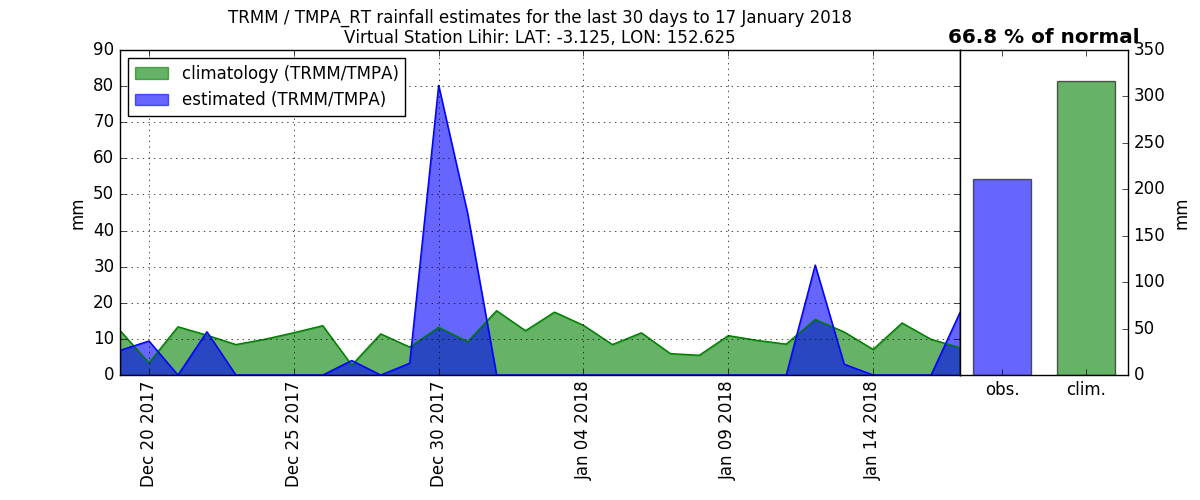 TRMM / TMPA_RT rainfall estimates for the last 30 days to 17 January 2018
Virtual Station Lihir: LAT: -3.125, LON: 152.625
66.8 % of normal
climatology (TRMM/TMPA)
estimated (TRMM/TMPA)
90
80
70
60
50
40
30
20
10
0
mm
Dec 20 2017
Dec 25 2017
Dec 30 2017
Jan 04 2018
Jan 09 2018
Jan 14 2018
350
300
250
200
150
100
50
0
mm
obs.
clim.